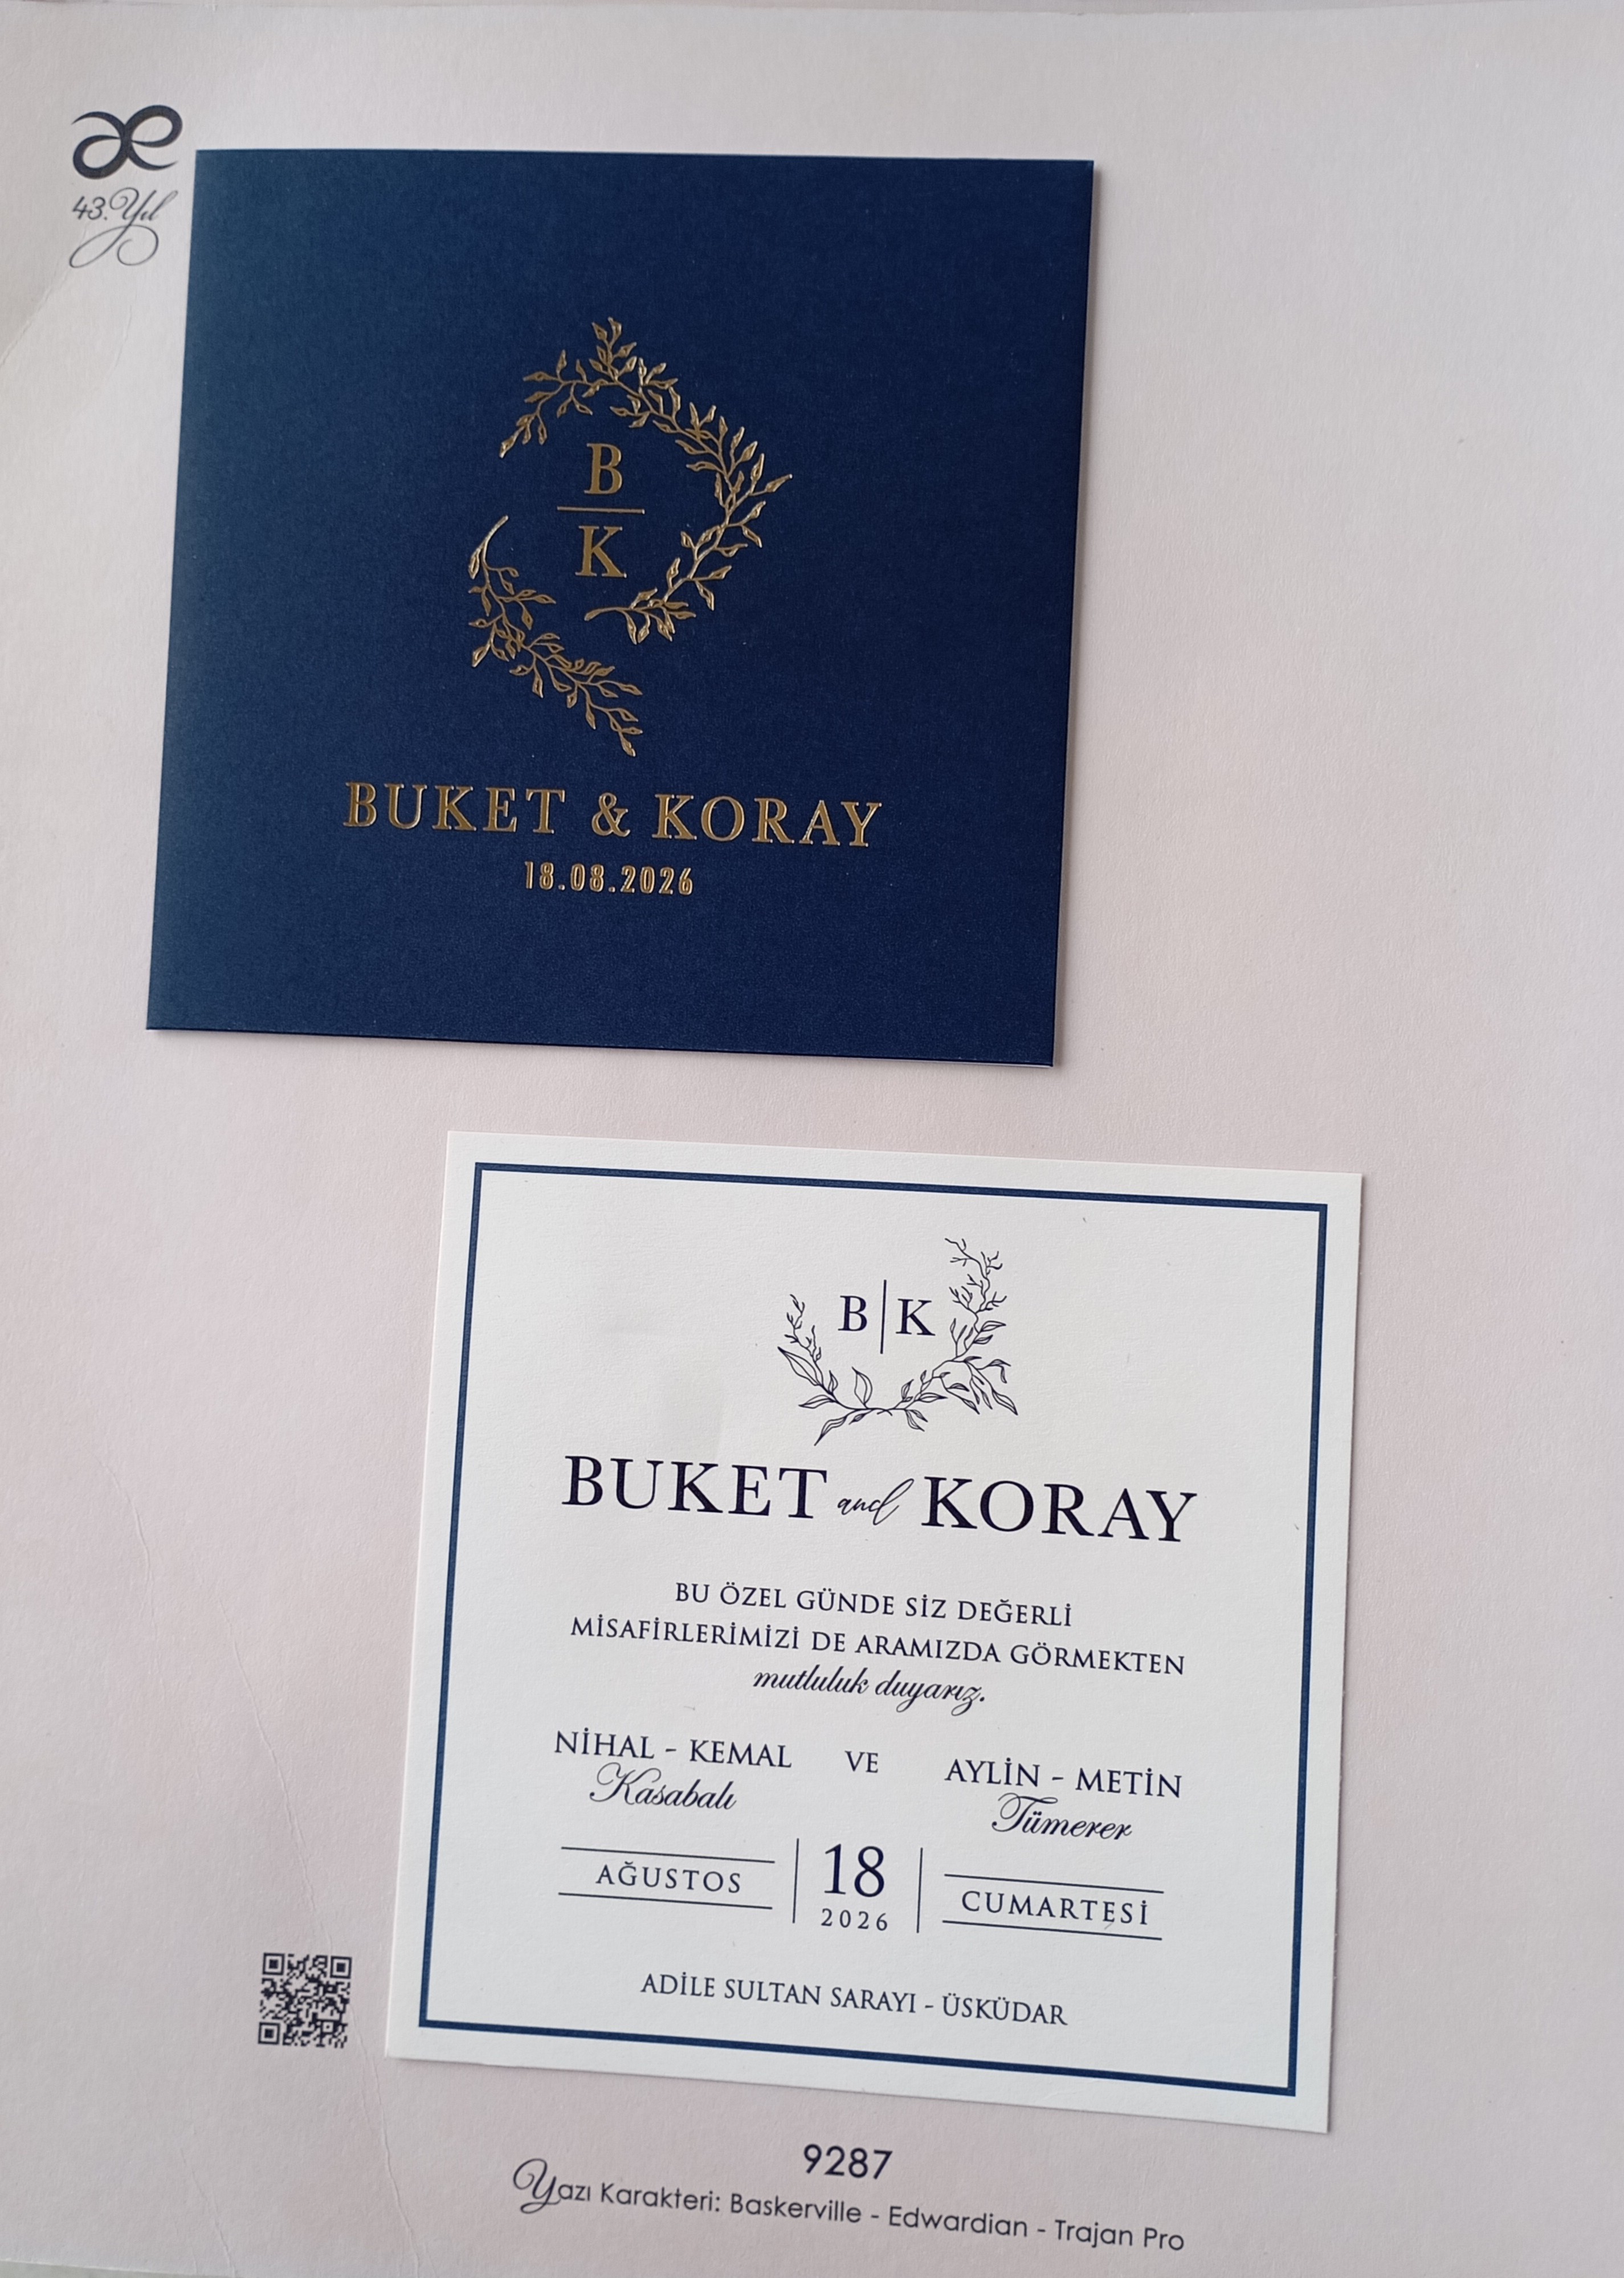 æ
43.Yıl
B
K
BUKET & KORAY
18.08.2026
B K
BUKET and KORAY
BU ÖZEL GÜNDE SİZ DEĞERLİ
MİSAFİRLERİMİZİ DE ARAMIZDA GÖRMEKTEN
mutluluk duyarız.
NİHAL - KEMAL VE AYLİN - METİN
Kasabalı Tümerer
AĞUSTOS 18 CUMARTESİ
2026
ADİLE SULTAN SARAYI - ÜSKÜDAR
9287
Yazı Karakteri: Baskerville - Edwardian - Trajan Pro